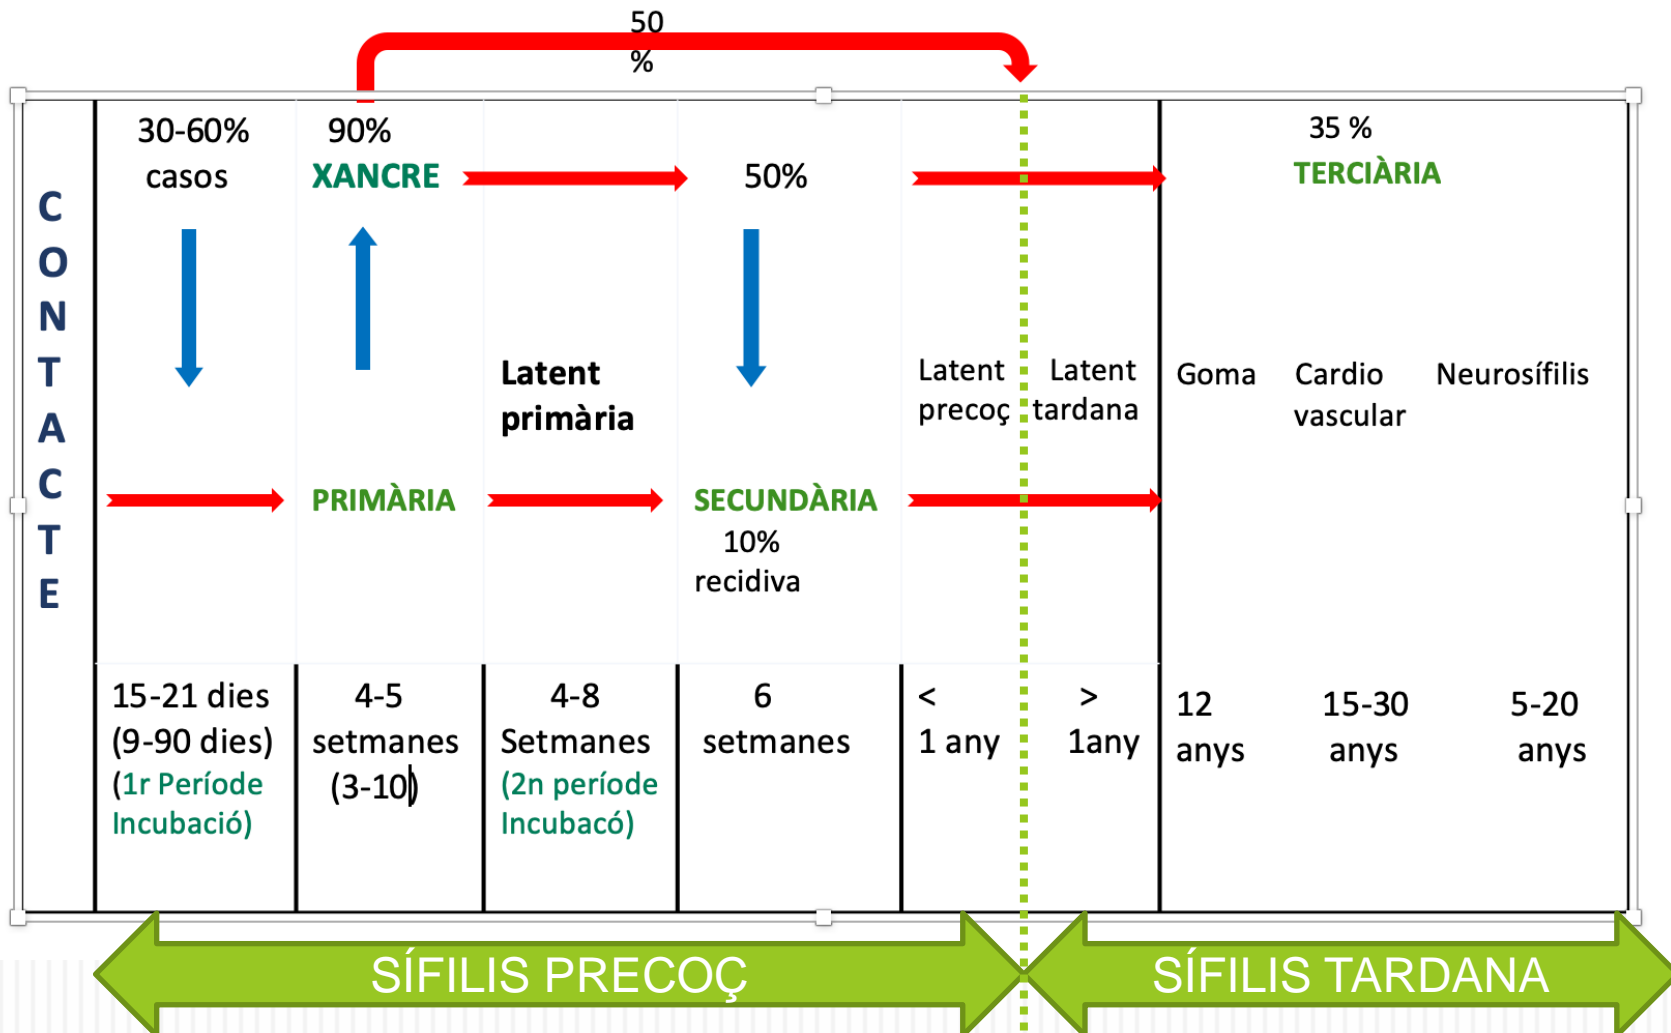 50
%
CONTACTE
30-60%
casos
90%
XANCRE
50%
35 %
TERCIÀRIA
Latent
primària
Latent
precoç
Latent
tardana
Goma
Cardio
vascular
Neurosífilis
PRIMÀRIA
SECUNDÀRIA
10%
recidiva
15-21 dies
(9-90 dies)
(1r Període
Incubació)
4-5
setmanes
(3-10)
4-8
Setmanes
(2n període
Incubacó)
6
setmanes
<
1 any
>
1any
12
anys
15-30
anys
5-20
anys
SÍFILIS PRECOÇ
SÍFILIS TARDANA